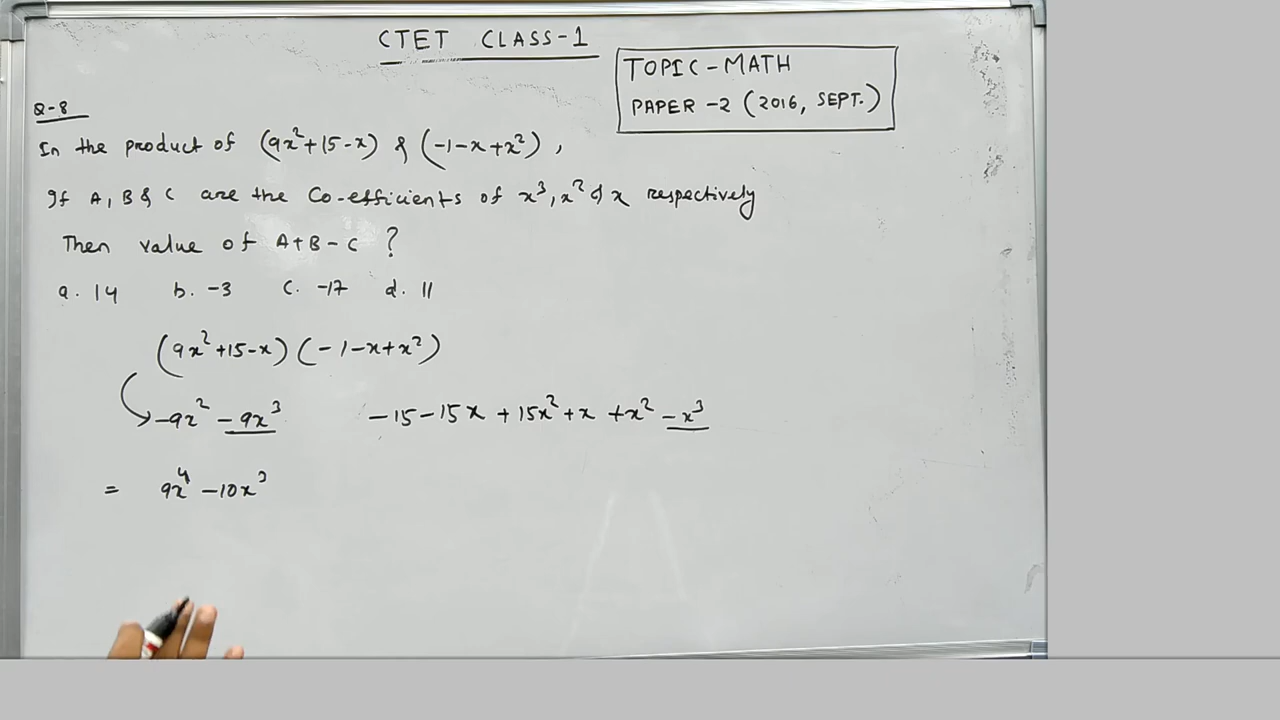 CTET CLASS-1
TOPIC-MATH
PAPER-2 (2016, SEPT.)
Q-8
In the product of (9x²+15-x) & (-1-x+x²),
If A, B & C are the Co-efficients of x³, x² & x respectively
Then value of A+B-C ?
a. 14 b. -3 c. -17 d. 11
(9x²+15-x)(-1-x+x²)
-9x² -9x³ -15-15x+15x²+x+x²-x³
= 9x⁴-10x³